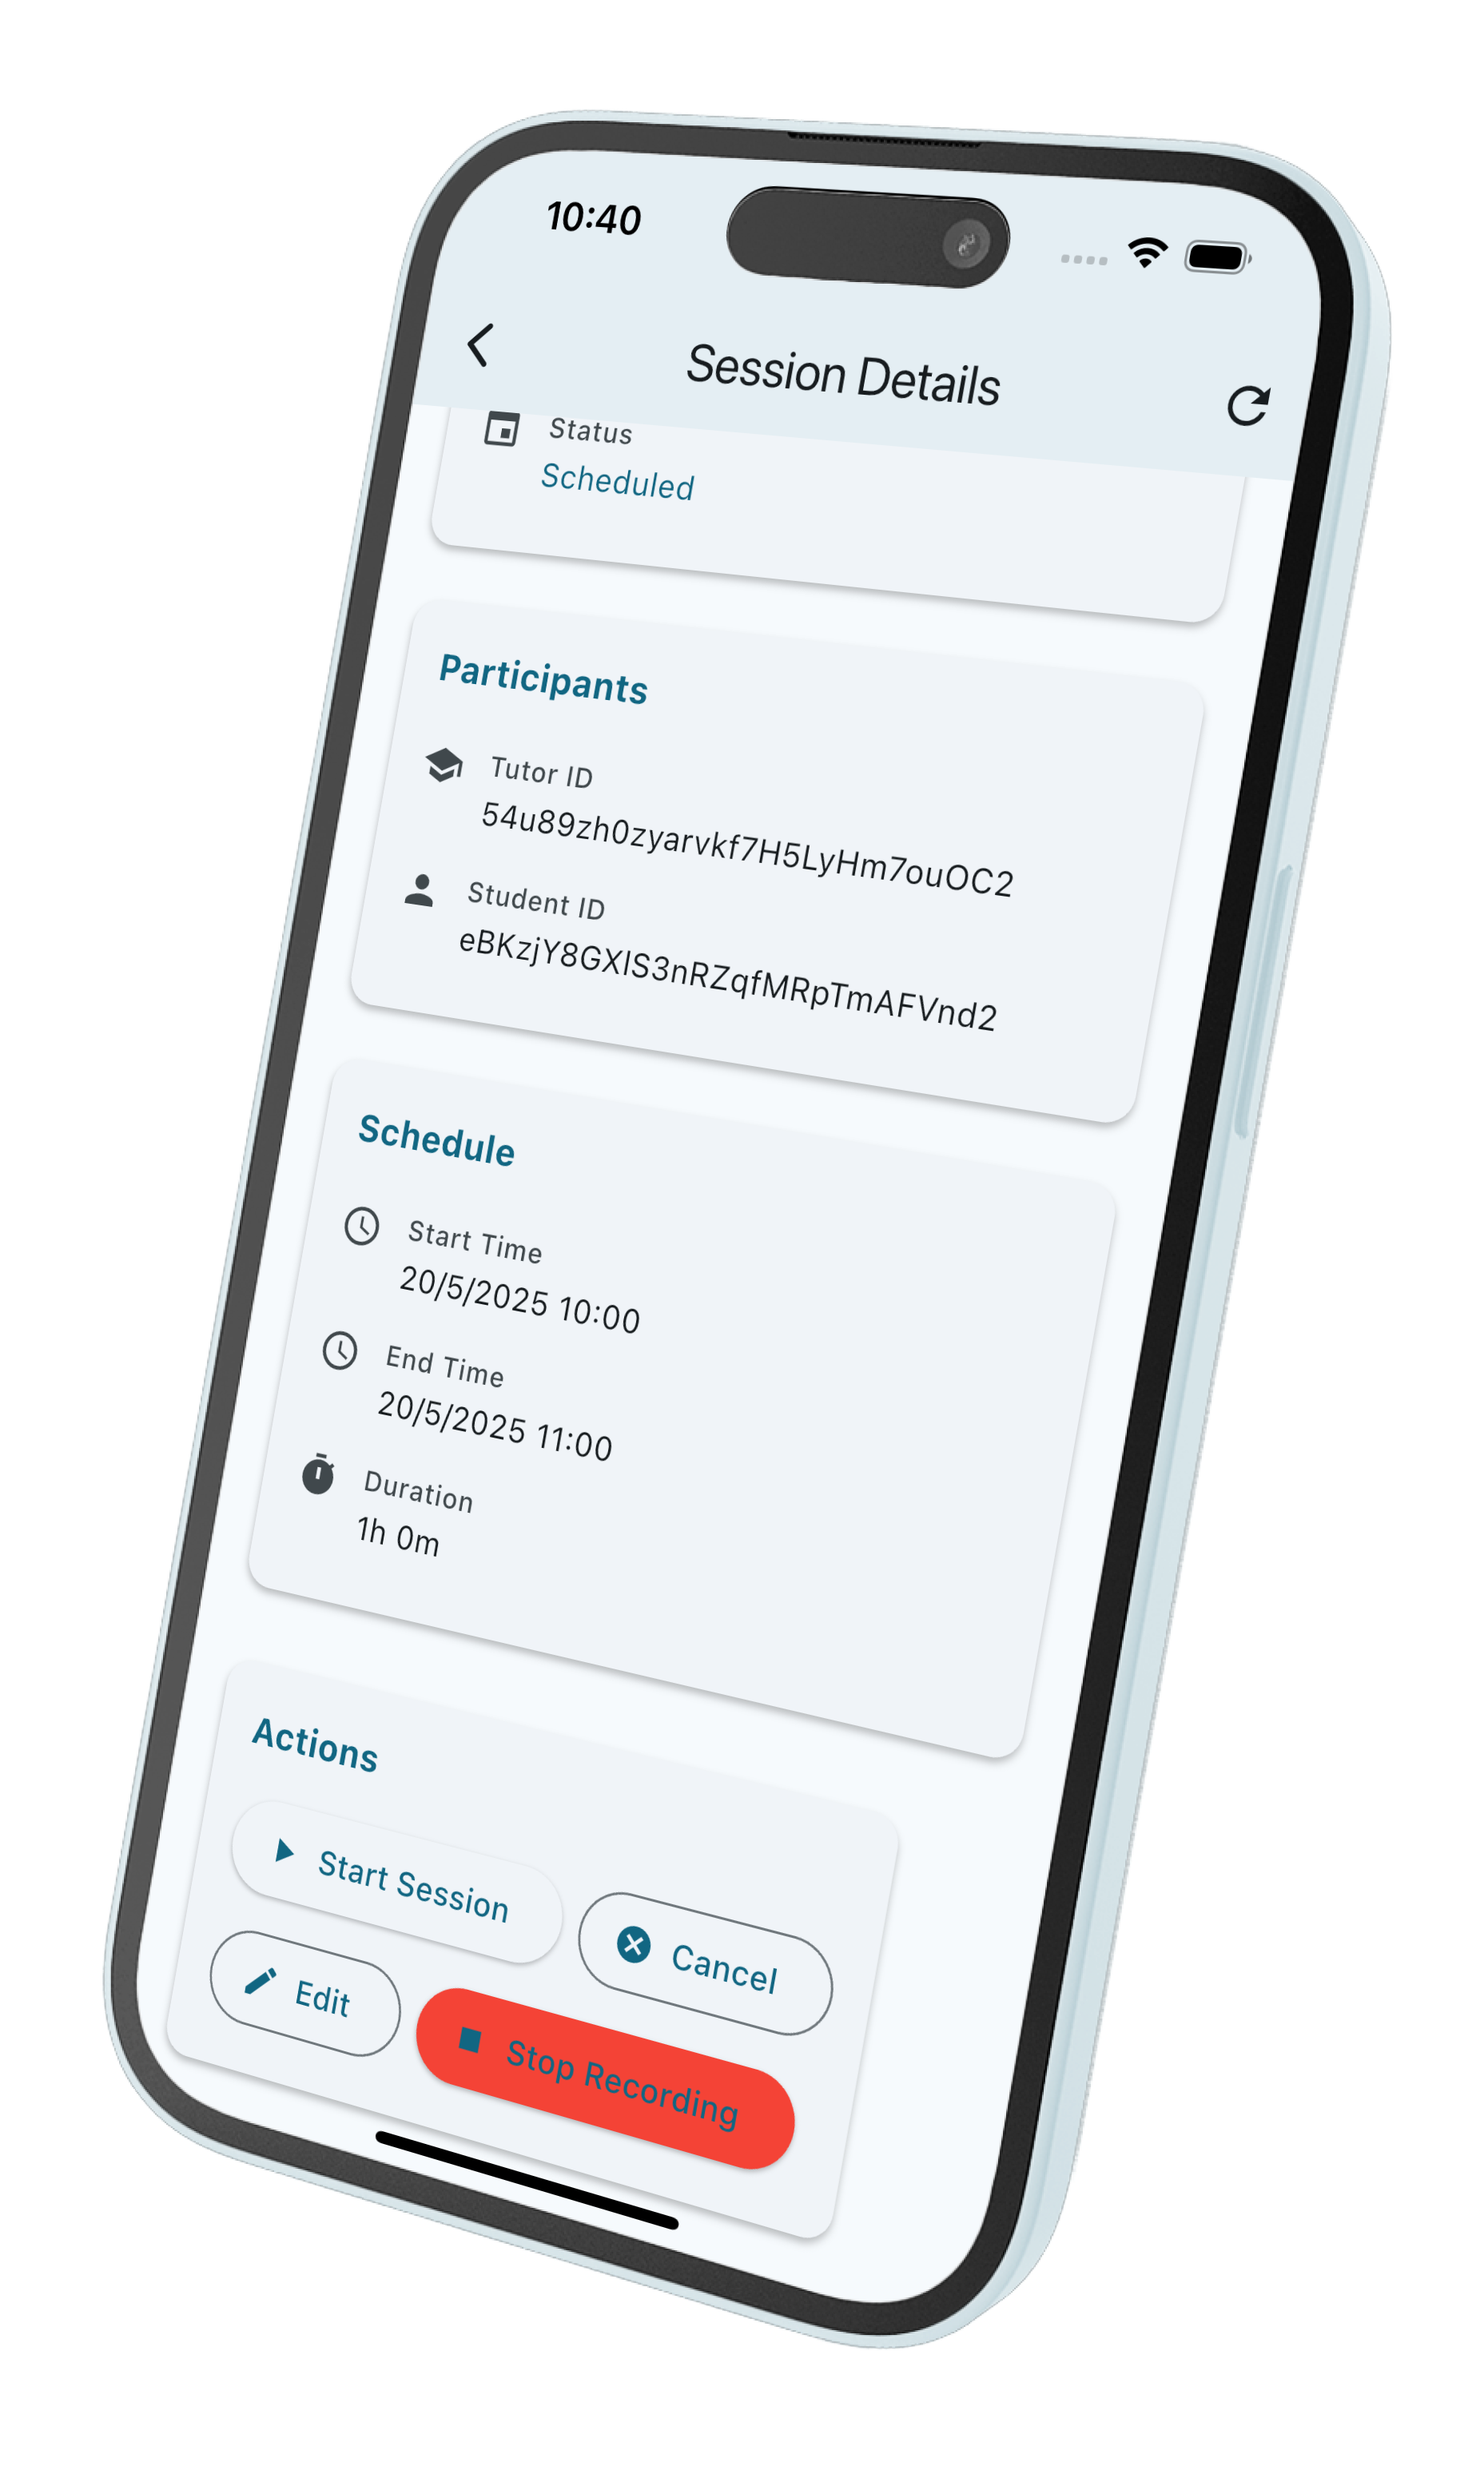 10:40
Session Details
Status
Scheduled
Participants
Tutor ID
54u89zh0zyarvkf7H5LyHm7ouOC2
Student ID
eBKzjY8GXlS3nRZqfMRpTmAFVnd2
Schedule
Start Time
20/5/2025 10:00
End Time
20/5/2025 11:00
Duration
1h 0m
Actions
Start Session
Cancel
Edit
Stop Recording